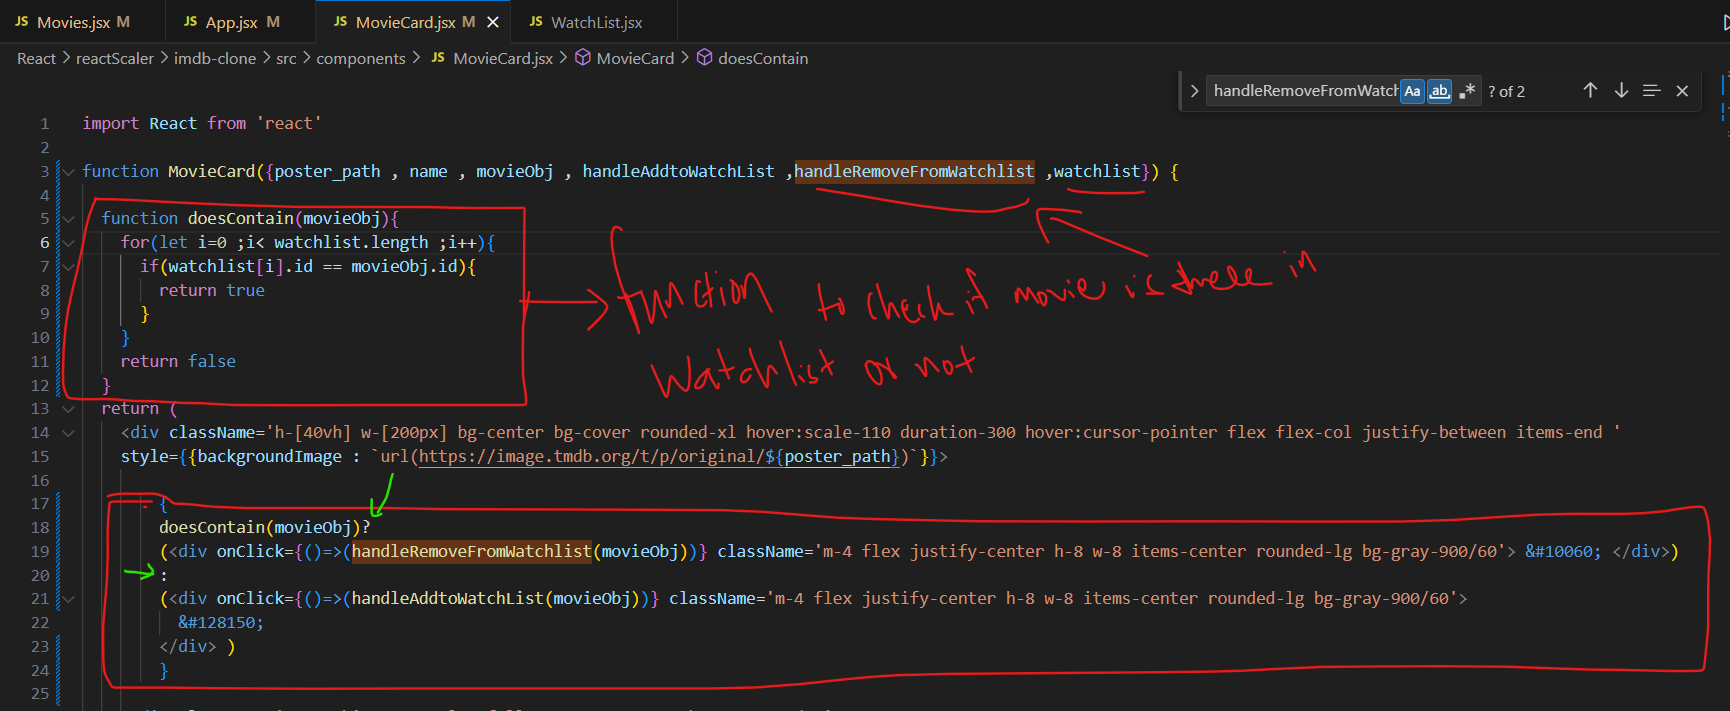 JS Movies.jsx M JS App.jsx M JS MovieCard.jsx M × JS WatchList.jsx
React > reactScaler > imdb-clone > src > components > JS MovieCard.jsx > MovieCard > doesContain
> handleRemoveFromWatch Aa ab .* ? of 2
1 import React from 'react'
2
3 function MovieCard({poster_path , name , movieObj , handleAddtoWatchList ,handleRemoveFromWatchlist ,watchlist}) {
4
5 function doesContain(movieObj){
6 for(let i=0 ;i< watchlist.length ;i++){
7 if(watchlist[i].id == movieObj.id){
8 return true
9 }
10 }
11 return false
12 }
function to check if movie is there in
Watchlist or not
13 return (
14 <div className='h-[40vh] w-[200px] bg-center bg-cover rounded-xl hover:scale-110 duration-300 hover:cursor-pointer flex flex-col justify-between items-end '
15 style={{backgroundImage : `url(https://image.tmdb.org/t/p/original/${poster_path})`}}>
16
17 {
18 doesContain(movieObj)?
19 (<div onClick={()=>(handleRemoveFromWatchlist(movieObj))} className='m-4 flex justify-center h-8 w-8 items-center rounded-lg bg-gray-900/60'> &#10060; </div>)
20 :
21 (<div onClick={()=>(handleAddtoWatchList(movieObj))} className='m-4 flex justify-center h-8 w-8 items-center rounded-lg bg-gray-900/60'>
22 &#128150;
23 </div> )
24 }
25